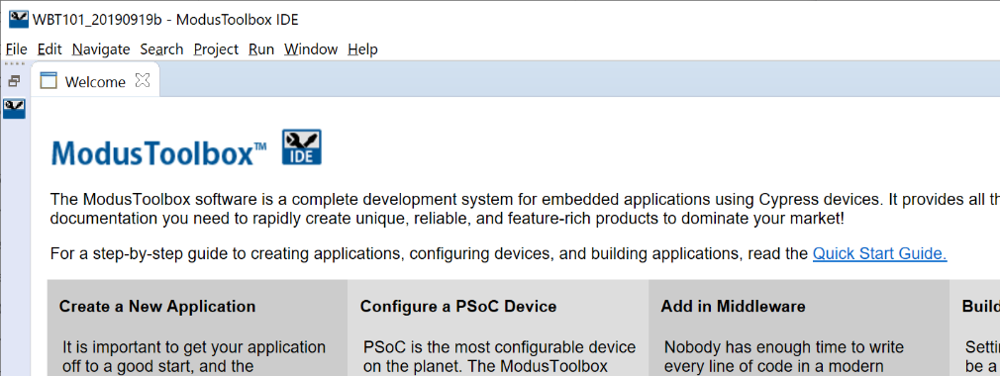 WBT101_20190919b - ModusToolbox IDE
File Edit Navigate Search Project Run Window Help
Welcome
ModusToolbox™ IDE
The ModusToolbox software is a complete development system for embedded applications using Cypress devices. It provides all th
documentation you need to rapidly create unique, reliable, and feature-rich products to dominate your market!
For a step-by-step guide to creating applications, configuring devices, and building applications, read the Quick Start Guide.
Create a New Application
It is important to get your application
off to a good start, and the
Configure a PSoC Device
PSoC is the most configurable device
on the planet. The ModusToolbox
Add in Middleware
Nobody has enough time to write
every line of code in a modern
Build
Setti
be a